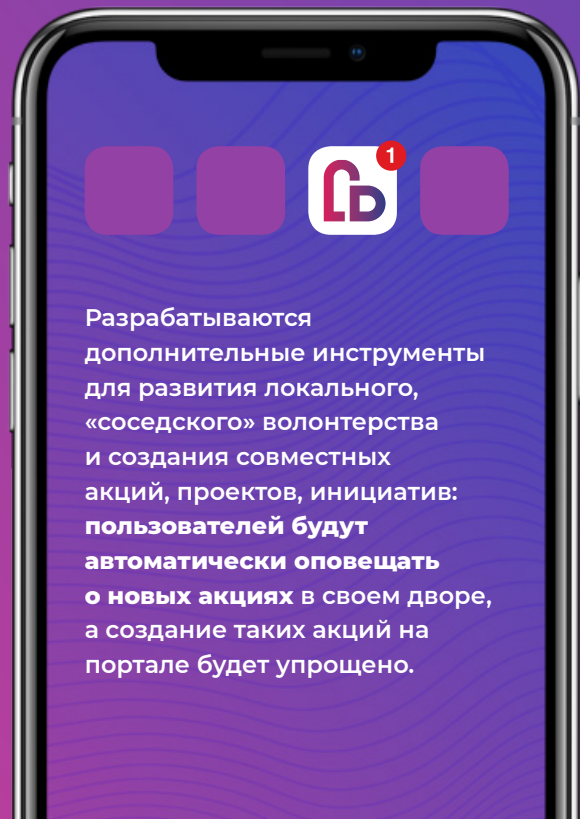 1
Разрабатываются
дополнительные инструменты
для развития локального,
«соседского» волонтерства
и создания совместных
акций, проектов, инициатив:
пользователей будут
автоматически оповещать
о новых акциях в своем дворе,
а создание таких акций на
портале будет упрощено.